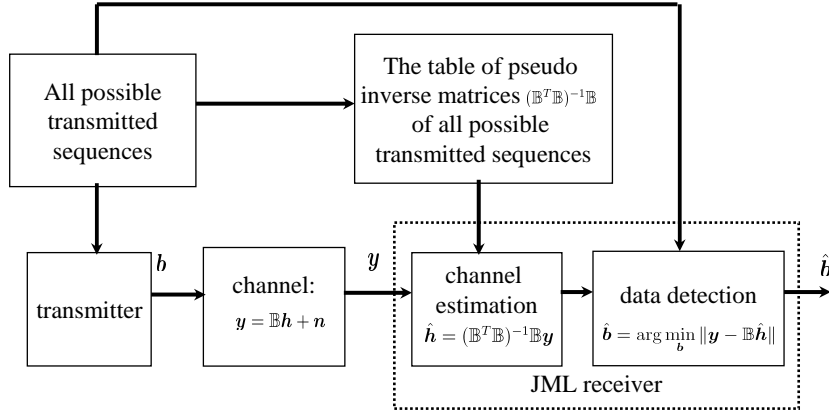 All possible
transmitted
sequences
The table of pseudo
inverse matrices (𝔹ᵀ𝔹)⁻¹𝔹
of all possible
transmitted sequences
transmitter
b
channel:
y = 𝔹h + n
y
channel
estimation
ĥ = (𝔹ᵀ𝔹)⁻¹𝔹y
data detection
b̂ = arg min_b ‖y − 𝔹ĥ‖
b̂
JML receiver